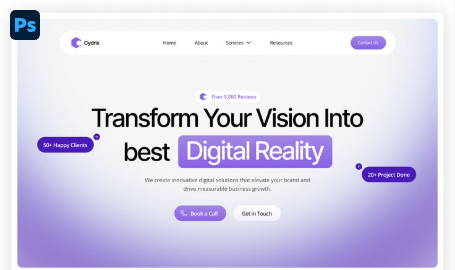 Ps
Cydrix
Home About Services Resources
Contact Us
Over 5,000 Reviews
Transform Your Vision Into
best Digital Reality
50+ Happy Clients
20+ Project Done
We create innovative digital solutions that elevate your brand and
drive measurable business growth.
Book a Call Get in Touch